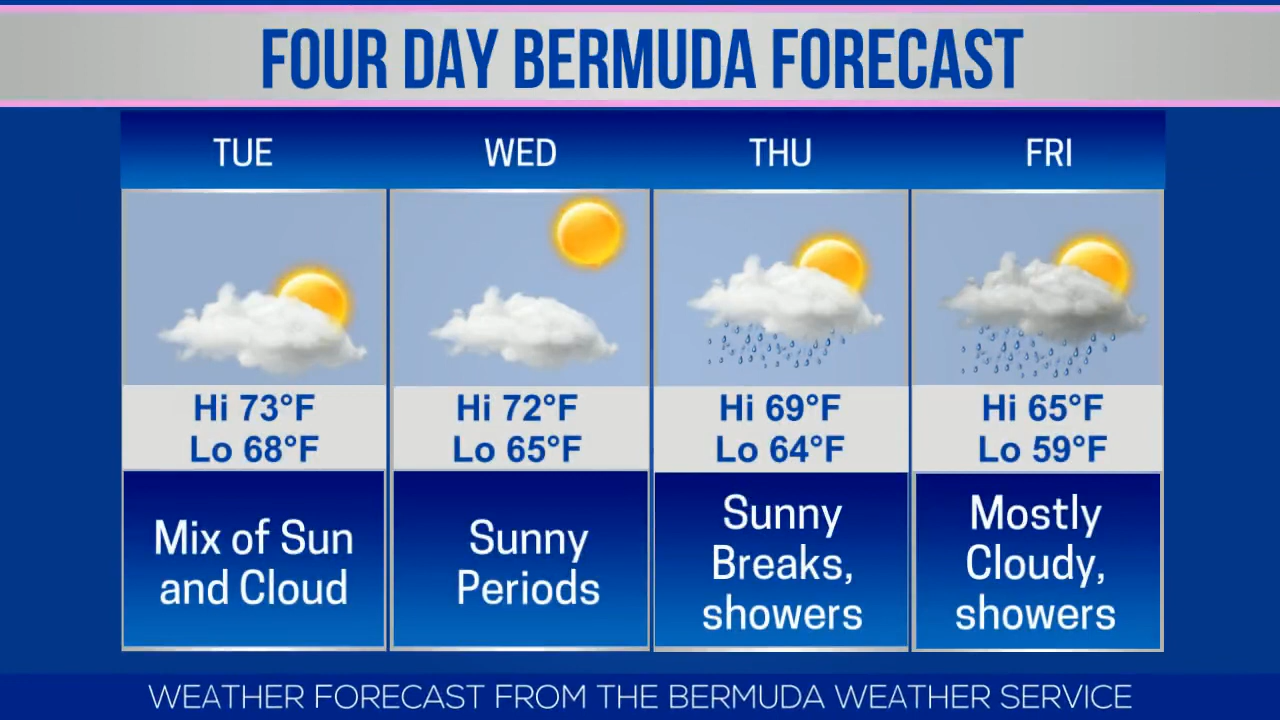 FOUR DAY BERMUDA FORECAST
TUE
WED
THU
FRI
Hi 73°F
Lo 68°F
Hi 72°F
Lo 65°F
Hi 69°F
Lo 64°F
Hi 65°F
Lo 59°F
Mix of Sun
and Cloud
Sunny
Periods
Sunny
Breaks,
showers
Mostly
Cloudy,
showers
WEATHER FORECAST FROM THE BERMUDA WEATHER SERVICE